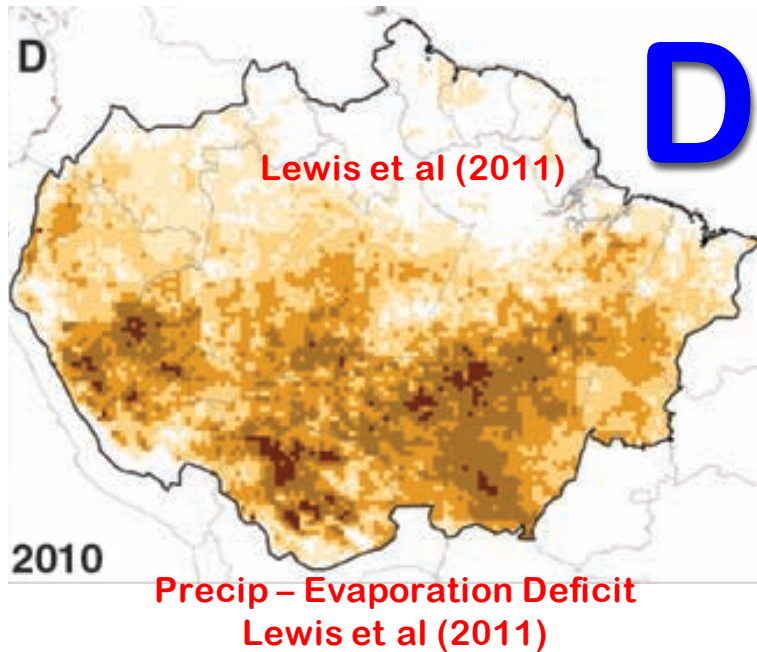 D
D
Lewis et al (2011)
2010
Precip – Evaporation Deficit
Lewis et al (2011)